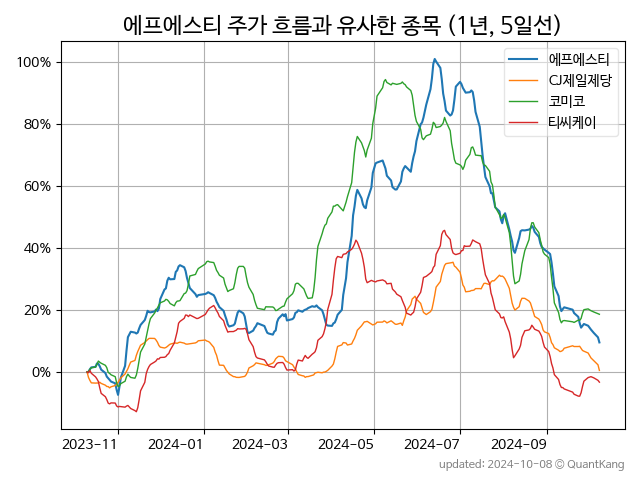 에프에스티 주가 흐름과 유사한 종목 (1년, 5일선)
에프에스티
CJ제일제당
코미코
티씨케이
100%
80%
60%
40%
20%
0%
2023-11
2024-01
2024-03
2024-05
2024-07
2024-09
updated: 2024-10-08 © QuantKang